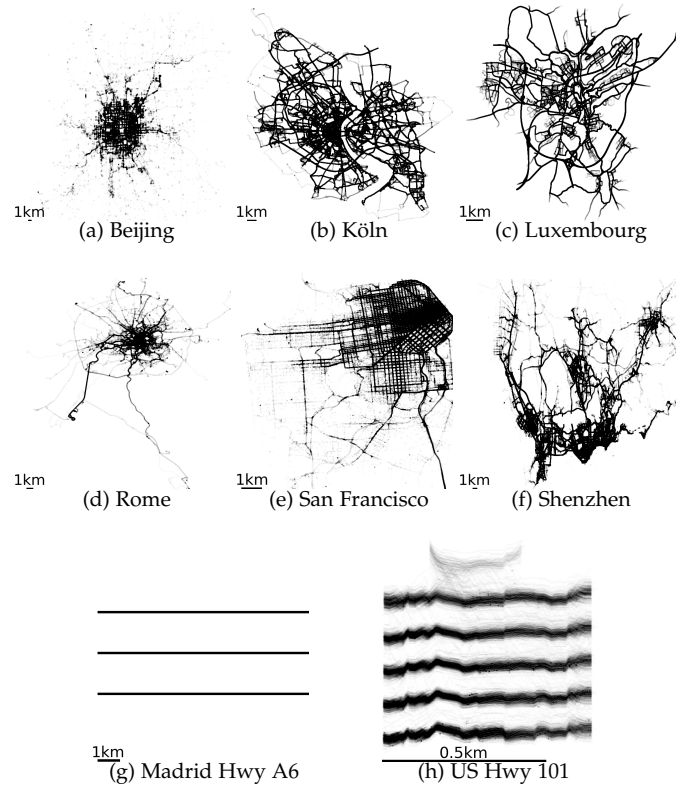 1km
1km
1km
(a) Beijing
(b) Köln
(c) Luxembourg
1km
1km
1km
(d) Rome
(e) San Francisco
(f) Shenzhen
1km
0.5km
(g) Madrid Hwy A6
(h) US Hwy 101